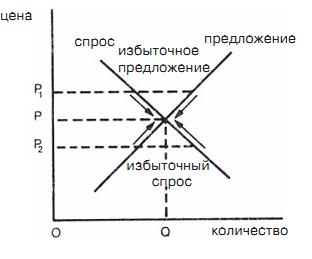 цена
спрос
избыточное
предложение
предложение
P₁
P
P₂
избыточный
спрос
O
Q
количество